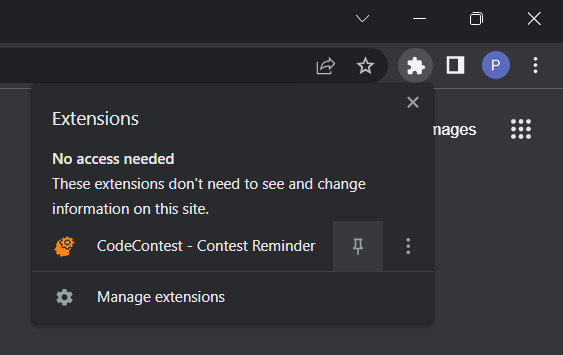 P
Extensions
mages
No access needed
These extensions don't need to see and change
information on this site.
CodeContest - Contest Reminder
Manage extensions